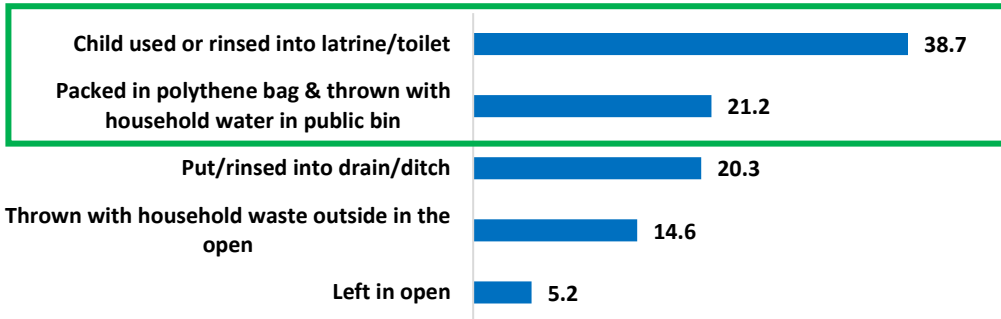 Child used or rinsed into latrine/toilet
38.7
Packed in polythene bag & thrown with
household water in public bin
21.2
Put/rinsed into drain/ditch
20.3
Thrown with household waste outside in the
open
14.6
Left in open
5.2